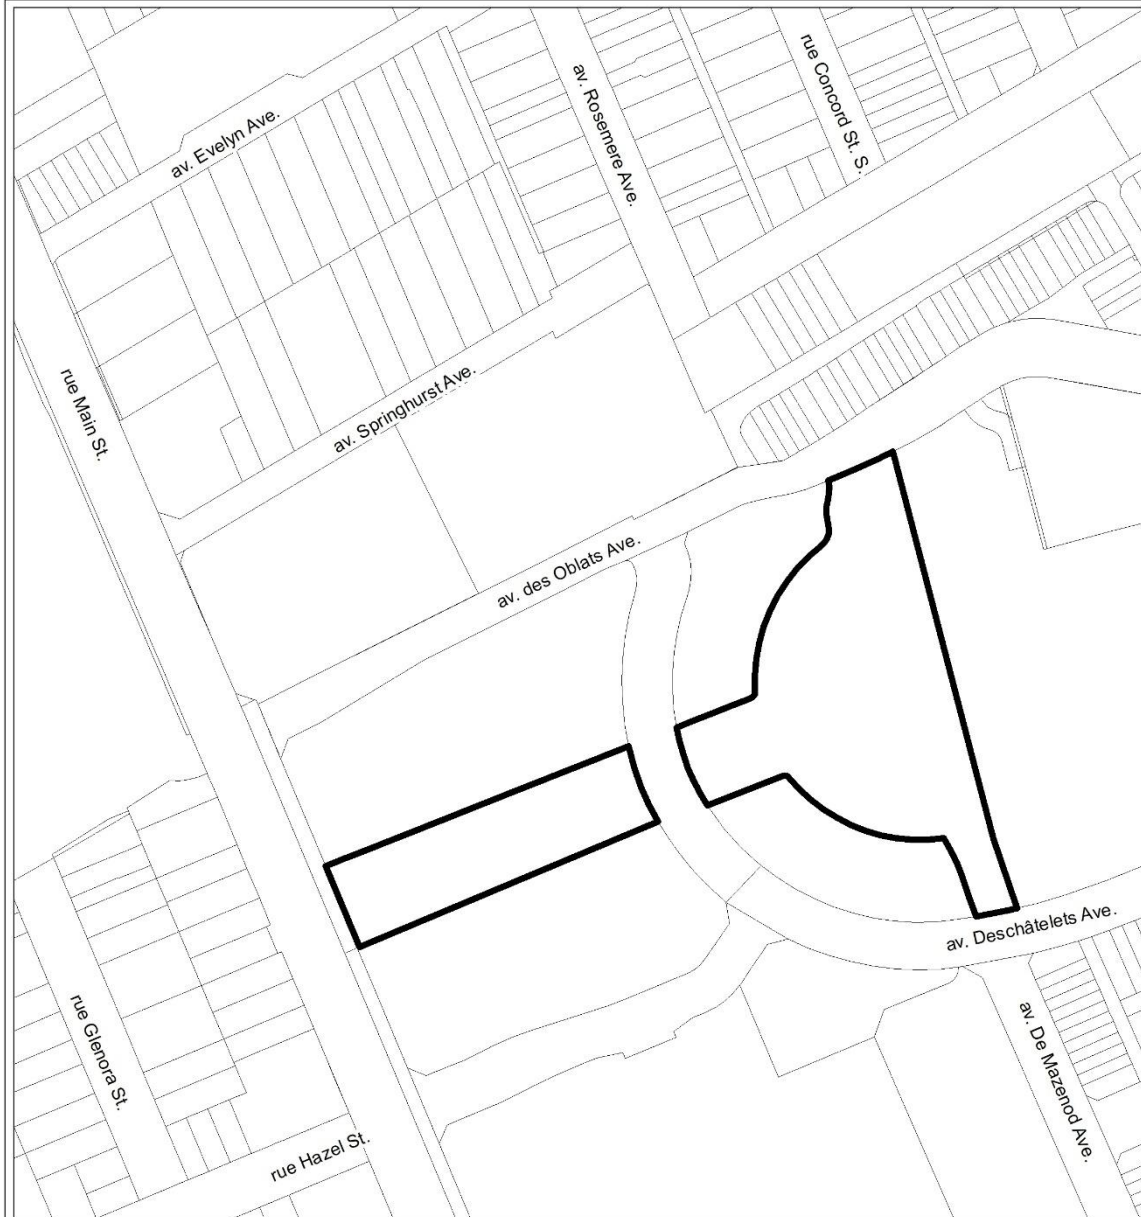 av. Rosemere Ave.
rue Concord St. S.
av. Evelyn Ave.
rue Main St.
av. Springhurst Ave.
av. des Oblats Ave.
av. Deschâtelets Ave.
rue Glenora St.
av. De Mazenod Ave.
rue Hazel St.